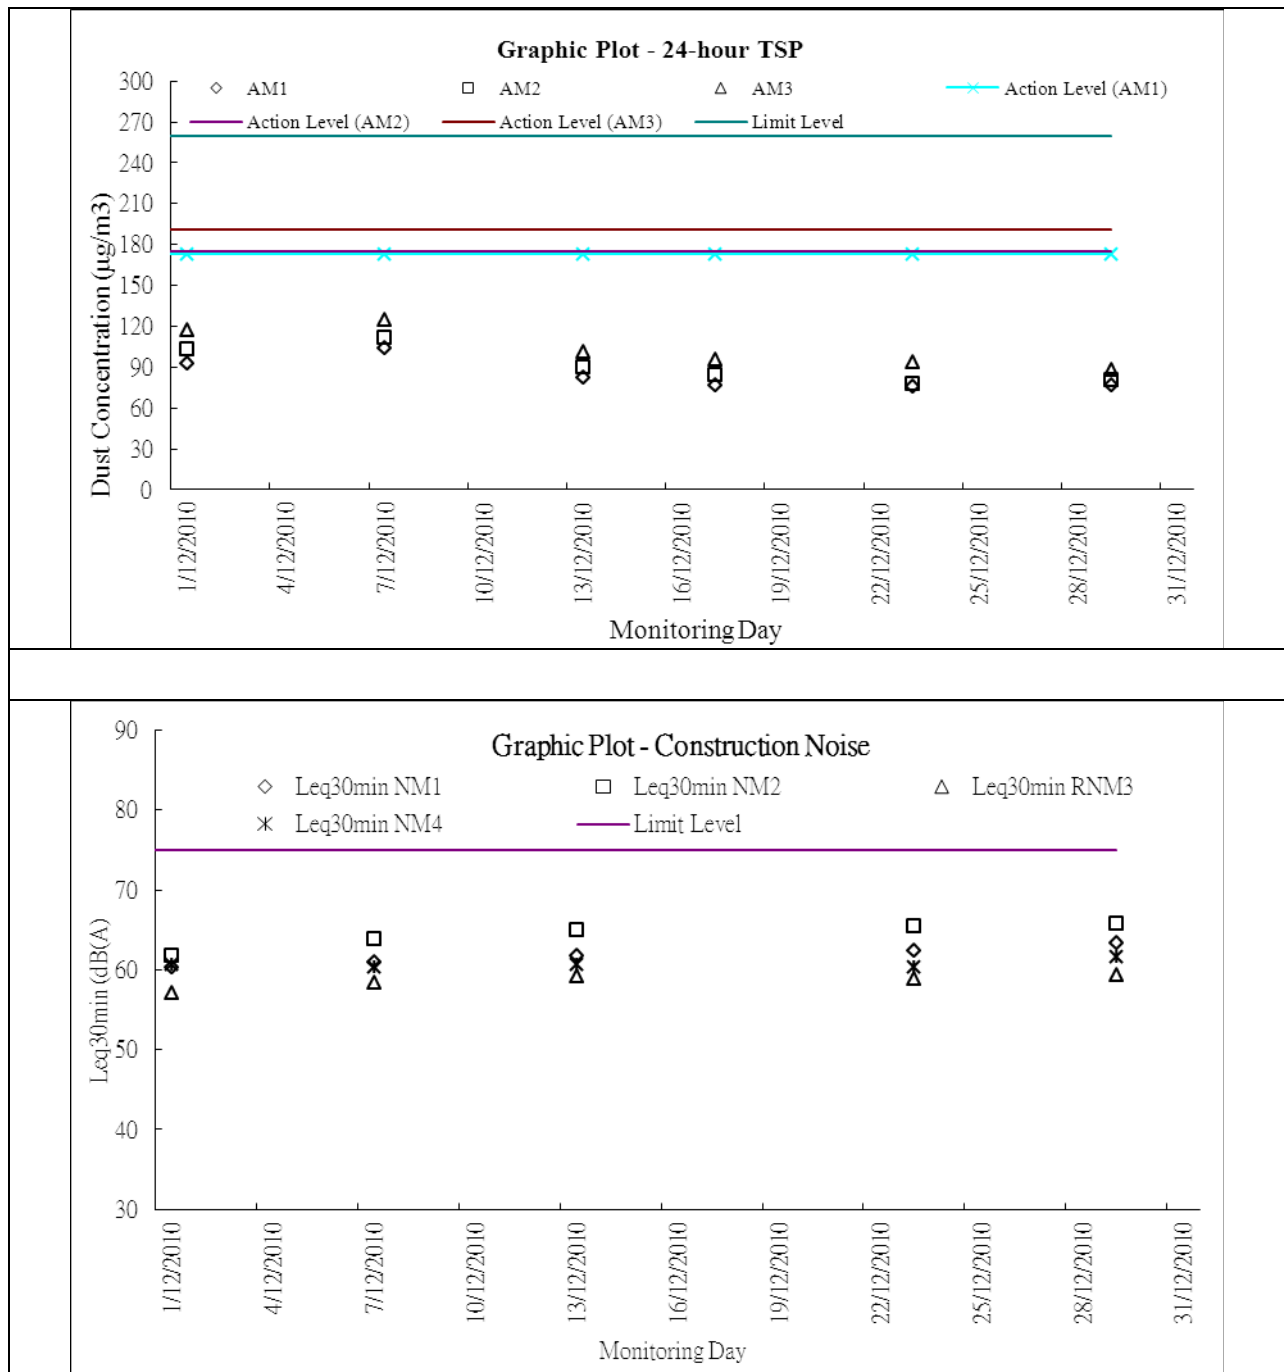 Graphic Plot - 24-hour TSP
AM1 AM2 AM3 Action Level (AM1)
Action Level (AM2) Action Level (AM3) Limit Level
Dust Concentration (μg/m3)
300
270
240
210
180
150
120
90
60
30
0
1/12/2010 4/12/2010 7/12/2010 10/12/2010 13/12/2010 16/12/2010 19/12/2010 22/12/2010 25/12/2010 28/12/2010 31/12/2010
Monitoring Day
Graphic Plot - Construction Noise
Leq30min NM1 Leq30min NM2 Leq30min RNM3
Leq30min NM4 Limit Level
Leq30min (dB(A)
90
80
70
60
50
40
30
1/12/2010 4/12/2010 7/12/2010 10/12/2010 13/12/2010 16/12/2010 19/12/2010 22/12/2010 25/12/2010 28/12/2010 31/12/2010
Monitoring Day